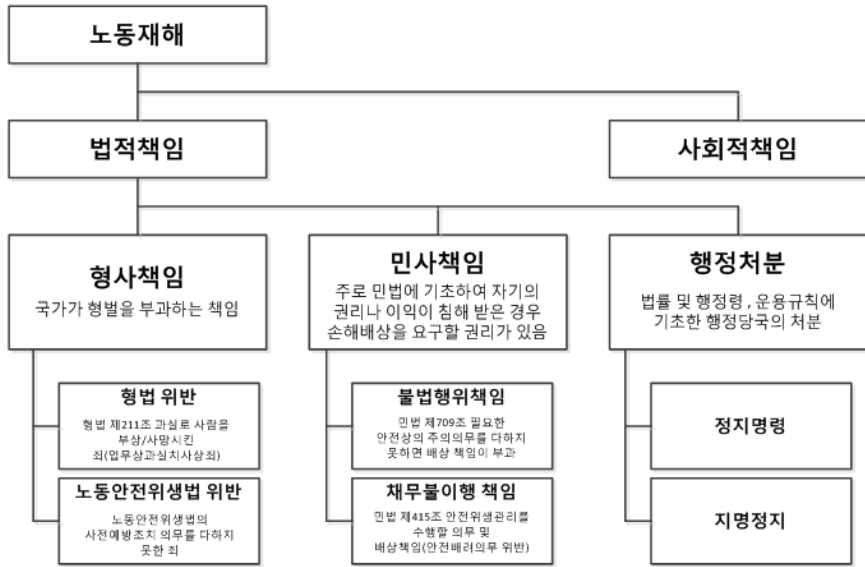 노동재해
법적책임
사회적책임
형사책임
국가가 형벌을 부과하는 책임
민사책임
주로 민법에 기초하여 자기의
권리나 이익이 침해 받은 경우
손해배상을 요구할 권리가 있음
행정처분
법률 및 행정령 , 운용규칙에
기초한 행정당국의 처분
형법 위반
형법 제211조 과실로 사람을
부상/사망시킨
죄(업무상과실치사상죄)
불법행위책임
민법 제709조 필요한
안전상의 주의의무를 다하지
못하면 배상 책임이 부과
정지명령
노동안전위생법 위반
노동안전위생법의
사전예방조치 의무를 다하지
못한 죄
채무불이행 책임
민법 제415조 안전위생관리를
수행할 의무 및
배상책임(안전배려의무 위반)
지명정지